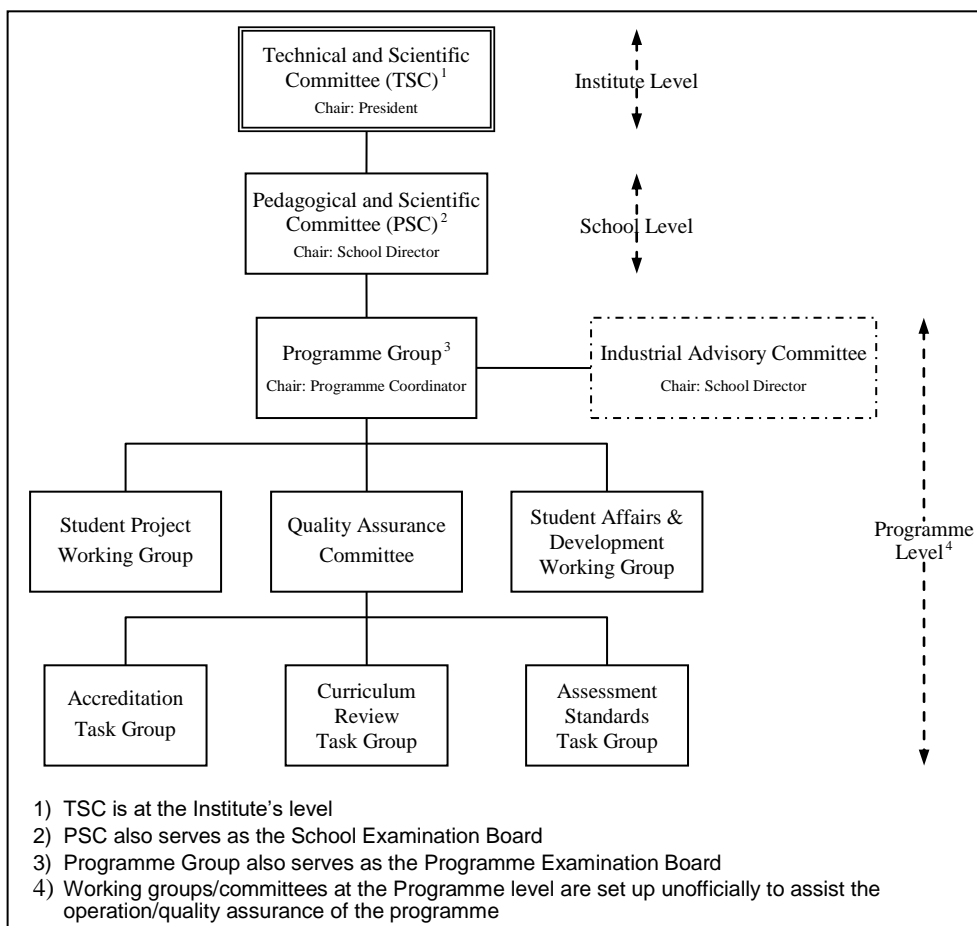 Technical and Scientific
Committee (TSC) 1
Chair: President
Institute Level
Pedagogical and Scientific
Committee (PSC) 2
Chair: School Director
School Level
Programme Group 3
Chair: Programme Coordinator
Industrial Advisory Committee
Chair: School Director
Student Project
Working Group
Quality Assurance
Committee
Student Affairs &
Development
Working Group
Programme
Level 4
Accreditation
Task Group
Curriculum
Review
Task Group
Assessment
Standards
Task Group
1) TSC is at the Institute's level
2) PSC also serves as the School Examination Board
3) Programme Group also serves as the Programme Examination Board
4) Working groups/committees at the Programme level are set up unofficially to assist the
operation/quality assurance of the programme